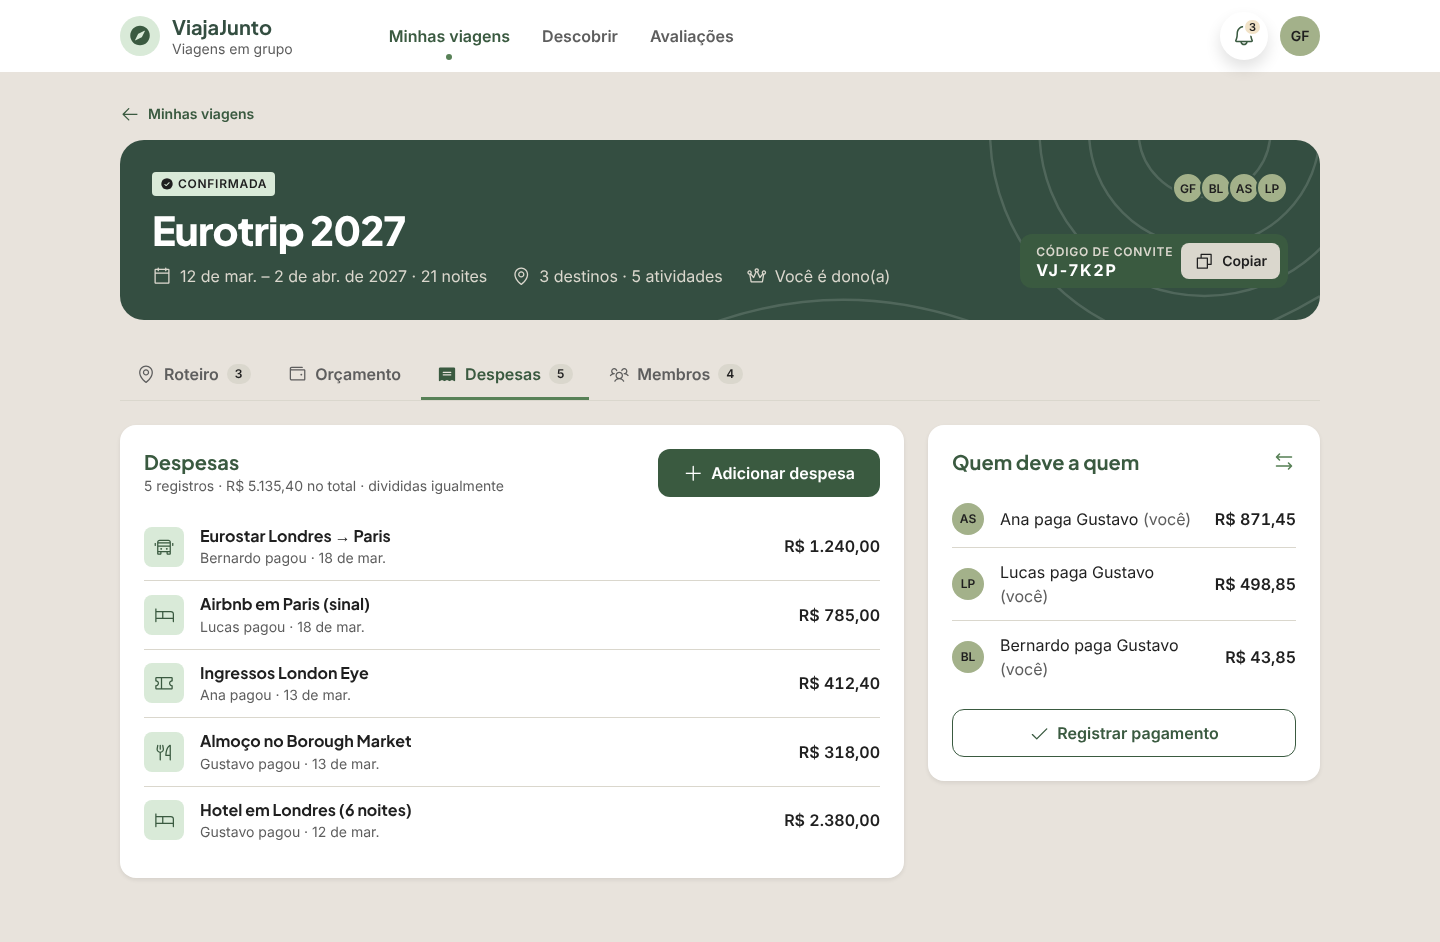 ViajaJunto
Viagens em grupo
Minhas viagens
Descobrir
Avaliações
3
GF
Minhas viagens
CONFIRMADA
GF BL AS LP
Eurotrip 2027
12 de mar. – 2 de abr. de 2027 · 21 noites
3 destinos · 5 atividades
Você é dono(a)
CÓDIGO DE CONVITE
VJ-7K2P
Copiar
Roteiro 3
Orçamento
Despesas 5
Membros 4
Despesas
5 registros · R$ 5.135,40 no total · divididas igualmente
Adicionar despesa
Eurostar Londres → Paris
Bernardo pagou · 18 de mar.
R$ 1.240,00
Airbnb em Paris (sinal)
Lucas pagou · 18 de mar.
R$ 785,00
Ingressos London Eye
Ana pagou · 13 de mar.
R$ 412,40
Almoço no Borough Market
Gustavo pagou · 13 de mar.
R$ 318,00
Hotel em Londres (6 noites)
Gustavo pagou · 12 de mar.
R$ 2.380,00
Quem deve a quem
AS
Ana paga Gustavo (você)
R$ 871,45
LP
Lucas paga Gustavo
(você)
R$ 498,85
BL
Bernardo paga Gustavo
(você)
R$ 43,85
Registrar pagamento